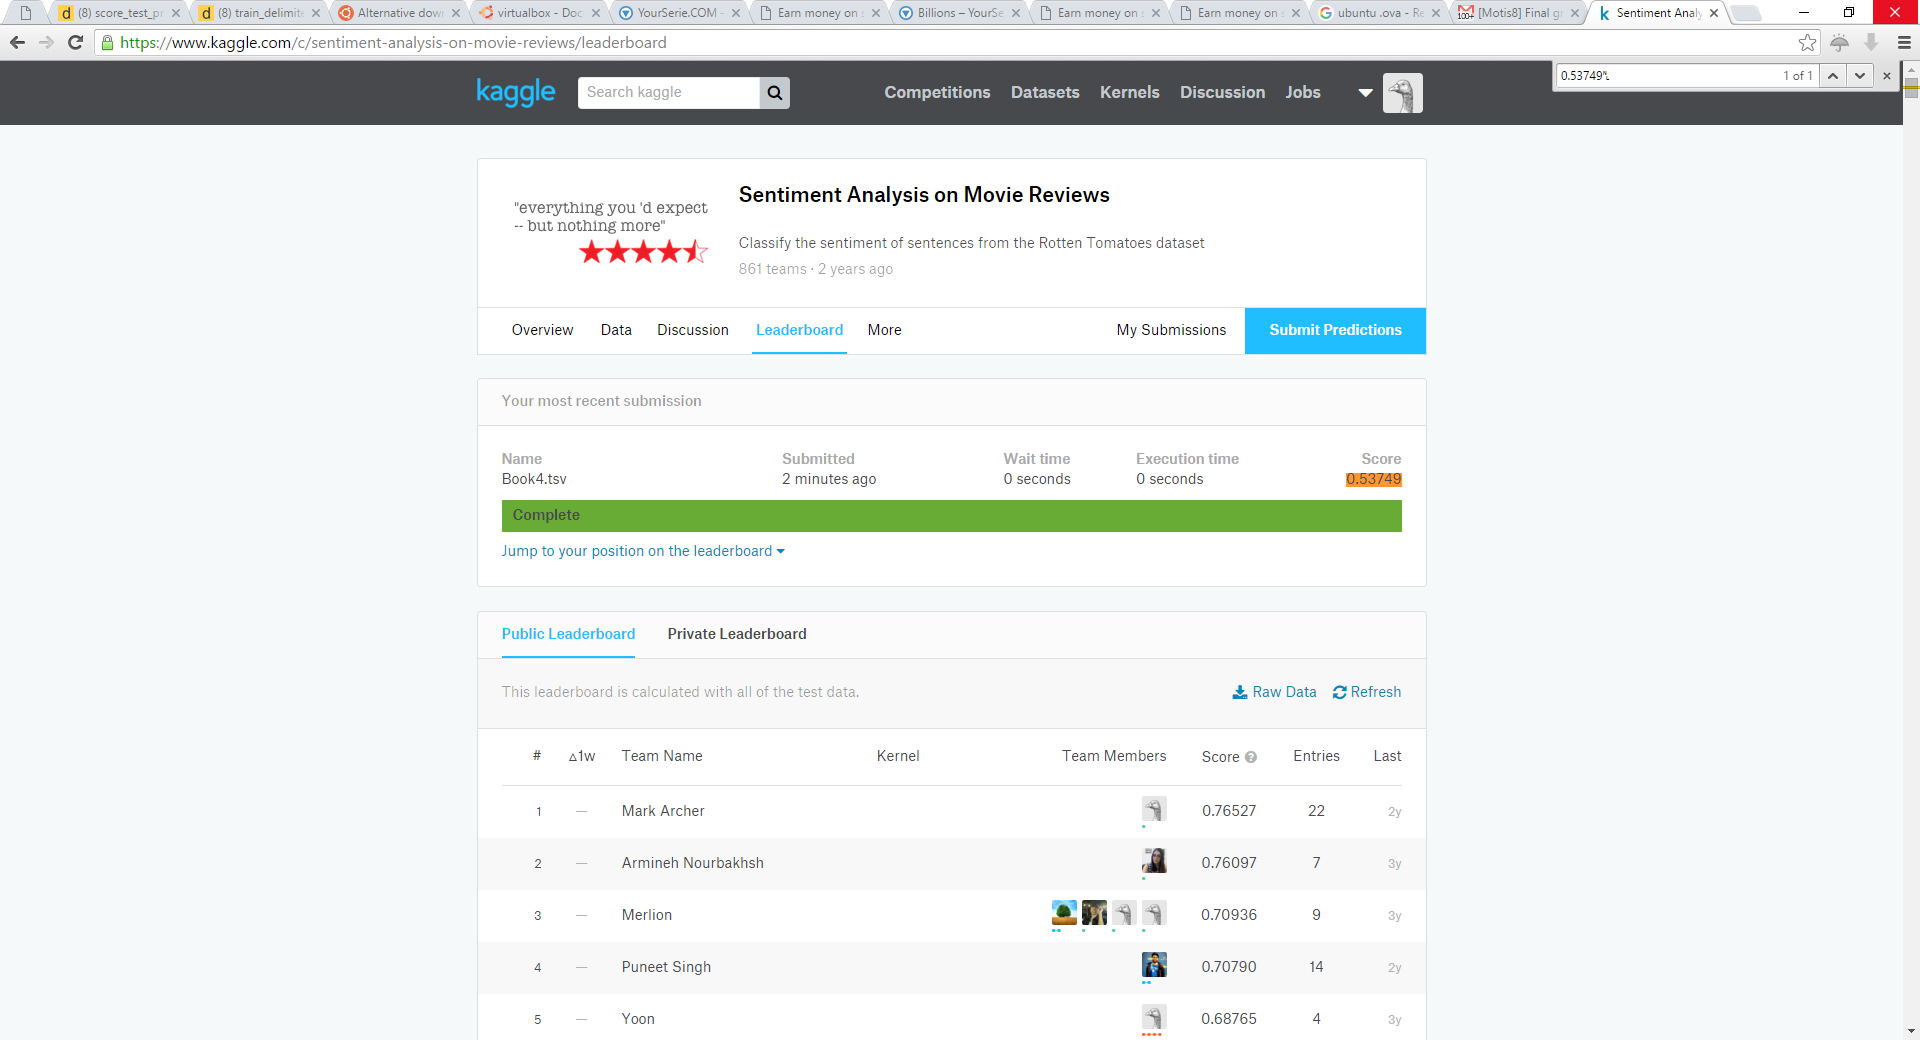 (8) score_test_pr
(8) train_delimite
Alternative dow
virtualbox - Doc
YourSerie.COM -
Earn money on s
Billions – YourSe
Earn money on s
Earn money on s
ubuntu .ova - Re
[Motis8] Final gr
Sentiment Analy
https://www.kaggle.com/c/sentiment-analysis-on-movie-reviews/leaderboard
0.53749"
1 of 1
kaggle
Search kaggle
Competitions
Datasets
Kernels
Discussion
Jobs
"everything you 'd expect
-- but nothing more"
Sentiment Analysis on Movie Reviews
Classify the sentiment of sentences from the Rotten Tomatoes dataset
861 teams · 2 years ago
Overview
Data
Discussion
Leaderboard
More
My Submissions
Submit Predictions
Your most recent submission
Name Submitted Wait time Execution time Score
Book4.tsv 2 minutes ago 0 seconds 0 seconds 0.53749
Complete
Jump to your position on the leaderboard
Public Leaderboard
Private Leaderboard
This leaderboard is calculated with all of the test data.
Raw Data
Refresh
# △1w Team Name Kernel Team Members Score Entries Last
1 — Mark Archer 0.76527 22 2y
2 — Armineh Nourbakhsh 0.76097 7 3y
3 — Merlion 0.70936 9 3y
4 — Puneet Singh 0.70790 14 2y
5 — Yoon 0.68765 4 3y